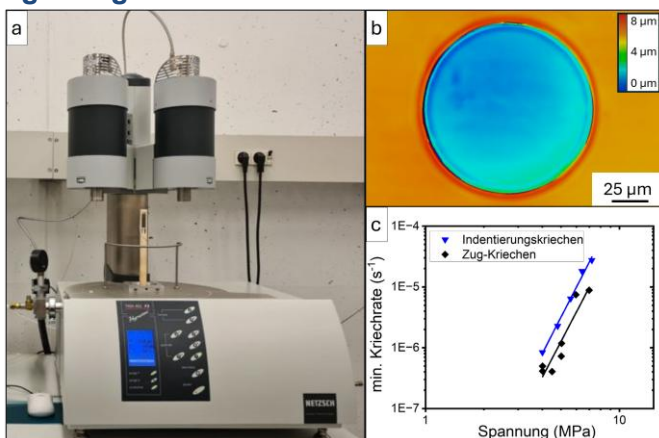 a
b
8 µm
4 µm
0 µm
25 µm
c
min. Kriechrate (s⁻¹)
1E−4
1E−5
1E−6
1E−7
Indentierungskriechen
Zug-Kriechen
1
10
Spannung (MPa)
NETZSCH